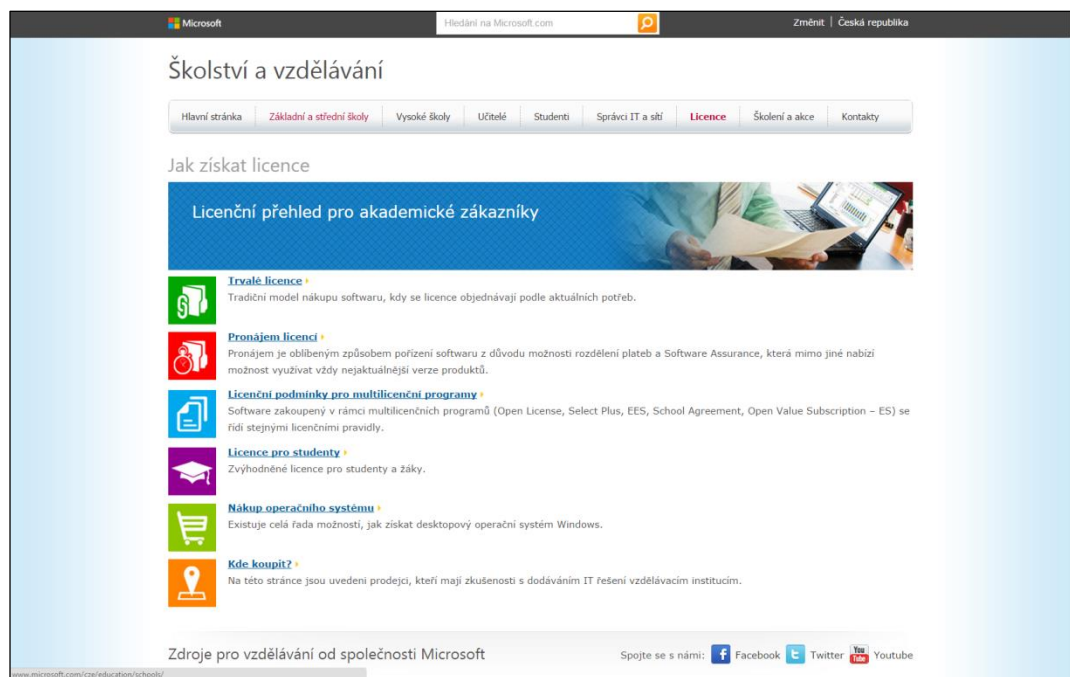 Microsoft
Hledání na Microsoft.com
Změnit | Česká republika
Školství a vzdělávání
Hlavní stránka
Základní a střední školy
Vysoké školy
Učitelé
Studenti
Správci IT a sítí
Licence
Školení a akce
Kontakty
Jak získat licence
Licenční přehled pro akademické zákazníky
Trvalé licence
Tradiční model nákupu softwaru, kdy se licence objednávají podle aktuálních potřeb.
Pronájem licencí
Pronájem je oblíbeným způsobem pořízení softwaru z důvodu možnosti rozdělení plateb a Software Assurance, která mimo jiné nabízí
možnost využívat vždy nejaktuálnější verze produktů.
Licenční podmínky pro multilicenční programy
Software zakoupený v rámci multilicenčních programů (Open License, Select Plus, EES, School Agreement, Open Value Subscription – ES) se
řídí stejnými licenčními pravidly.
Licence pro studenty
Zvýhodněné licence pro studenty a žáky.
Nákup operačního systému
Existuje celá řada možností, jak získat desktopový operační systém Windows.
Kde koupit?
Na této stránce jsou uvedeni prodejci, kteří mají zkušenosti s dodáváním IT řešení vzdělávacím institucím.
Zdroje pro vzdělávání od společnosti Microsoft
Spojte se s námi:
Facebook
Twitter
You Tube
Youtube
www.microsoft.com/cze/education/schools/